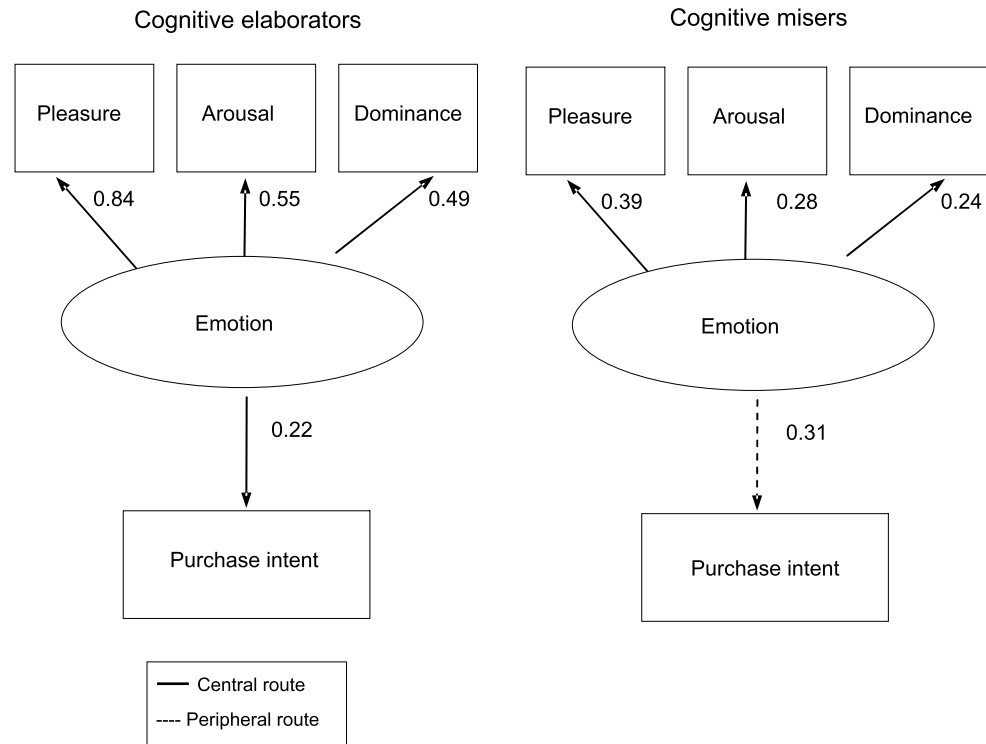 Cognitive elaborators
Pleasure
Arousal
Dominance
0.84
0.55
0.49
Emotion
0.22
Purchase intent
Cognitive misers
Pleasure
Arousal
Dominance
0.39
0.28
0.24
Emotion
0.31
Purchase intent
Central route
Peripheral route